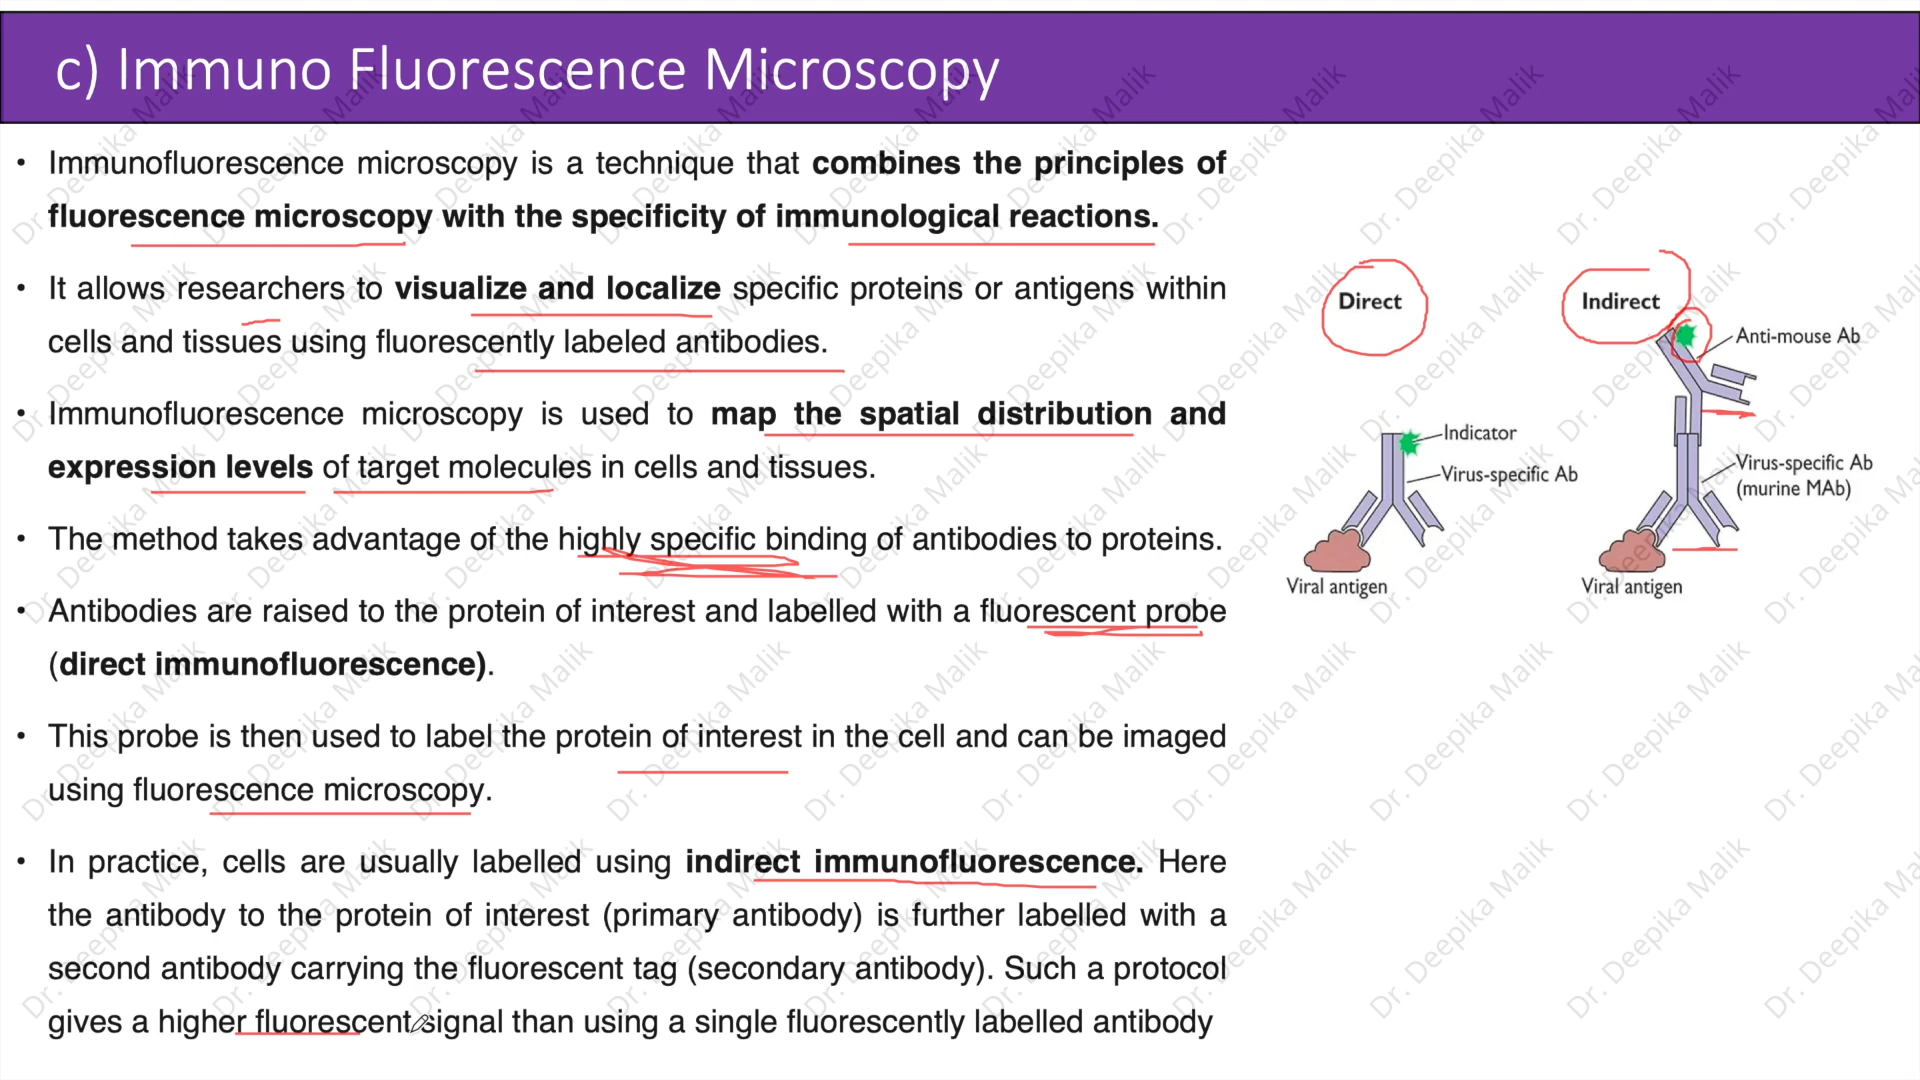 c) Immuno Fluorescence Microscopy
• Immunofluorescence microscopy is a technique that combines the principles of
fluorescence microscopy with the specificity of immunological reactions.
• It allows researchers to visualize and localize specific proteins or antigens within
cells and tissues using fluorescently labeled antibodies.
• Immunofluorescence microscopy is used to map the spatial distribution and
expression levels of target molecules in cells and tissues.
• The method takes advantage of the highly specific binding of antibodies to proteins.
• Antibodies are raised to the protein of interest and labelled with a fluorescent probe
(direct immunofluorescence).
• This probe is then used to label the protein of interest in the cell and can be imaged
using fluorescence microscopy.
• In practice, cells are usually labelled using indirect immunofluorescence. Here
the antibody to the protein of interest (primary antibody) is further labelled with a
second antibody carrying the fluorescent tag (secondary antibody). Such a protocol
gives a higher fluorescent signal than using a single fluorescently labelled antibody
Direct
Indicator
Virus-specific Ab
Viral antigen
Indirect
Anti-mouse Ab
Virus-specific Ab
(murine MAb)
Viral antigen
Dr. Deepika Malik